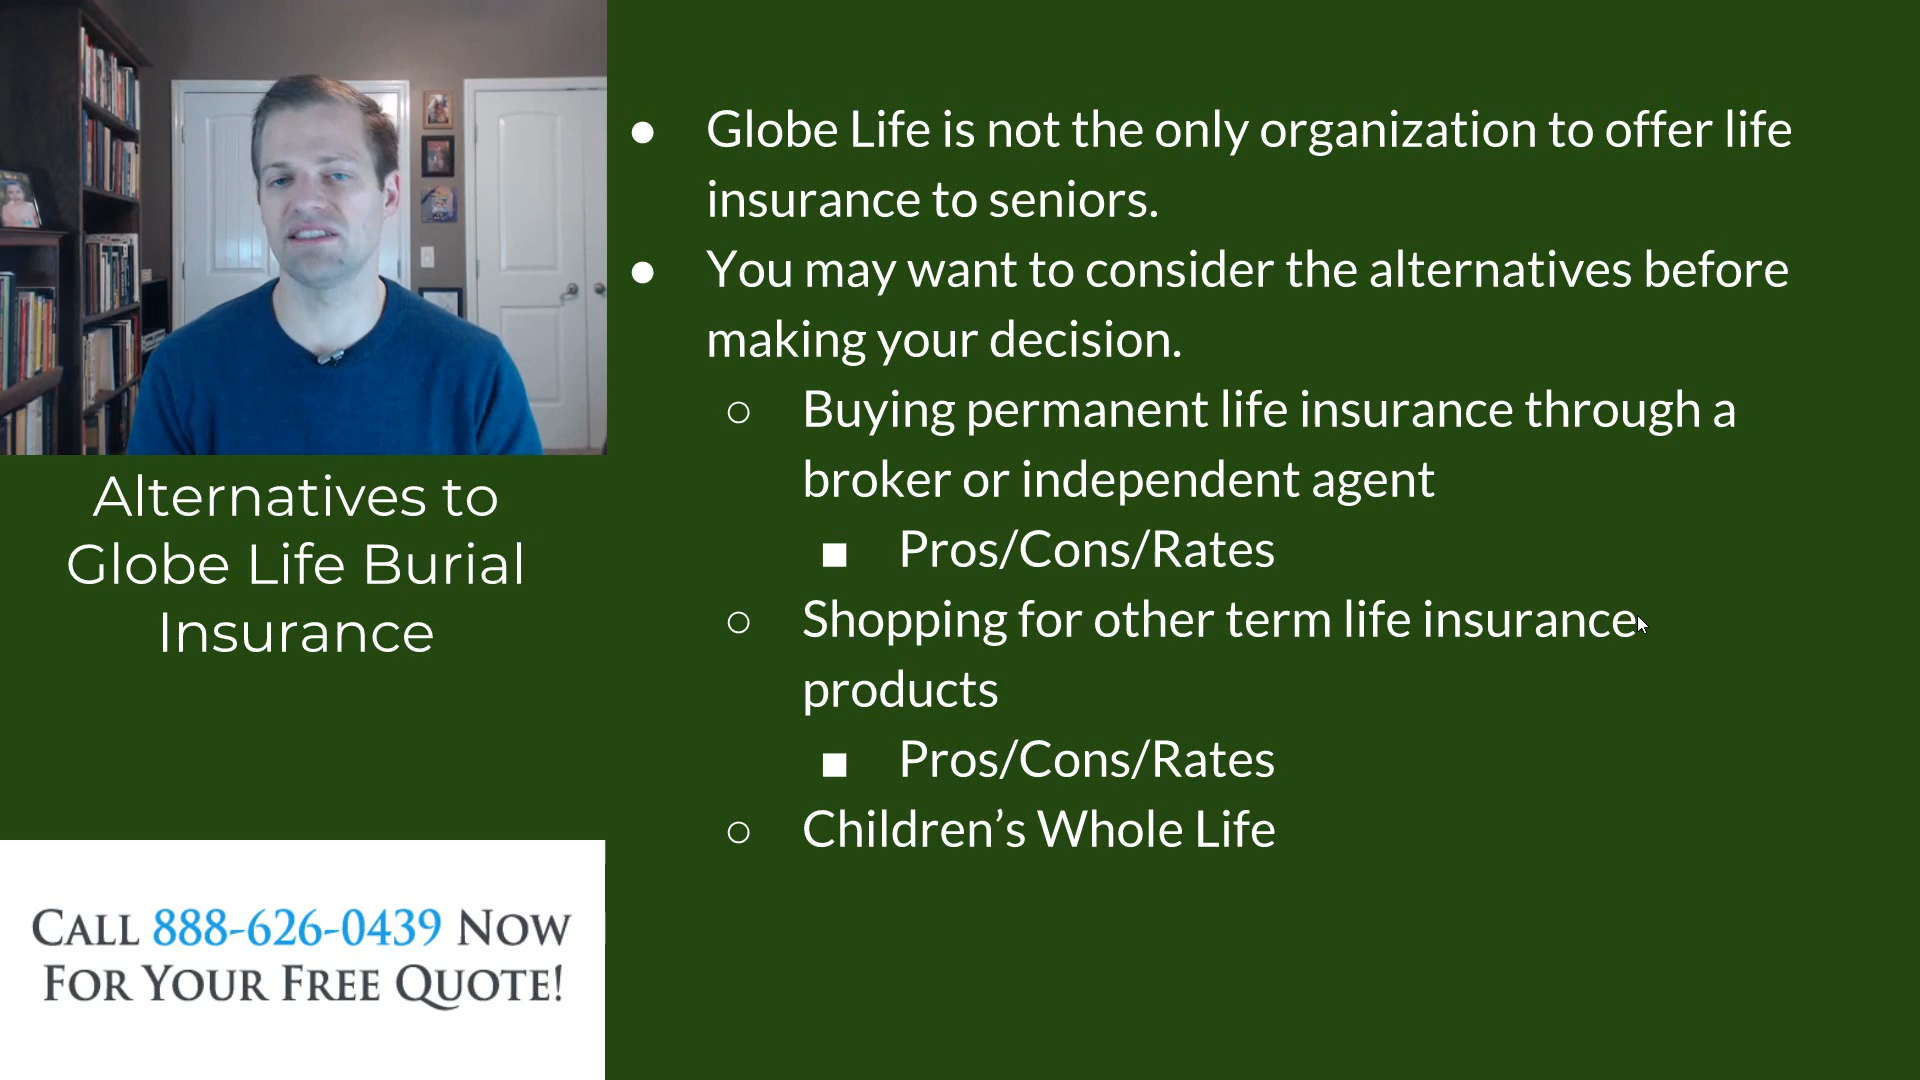 Alternatives to
Globe Life Burial
Insurance
CALL 888-626-0439 NOW
FOR YOUR FREE QUOTE!
● Globe Life is not the only organization to offer life
insurance to seniors.
● You may want to consider the alternatives before
making your decision.
○ Buying permanent life insurance through a
broker or independent agent
■ Pros/Cons/Rates
○ Shopping for other term life insurance
products
■ Pros/Cons/Rates
○ Children’s Whole Life